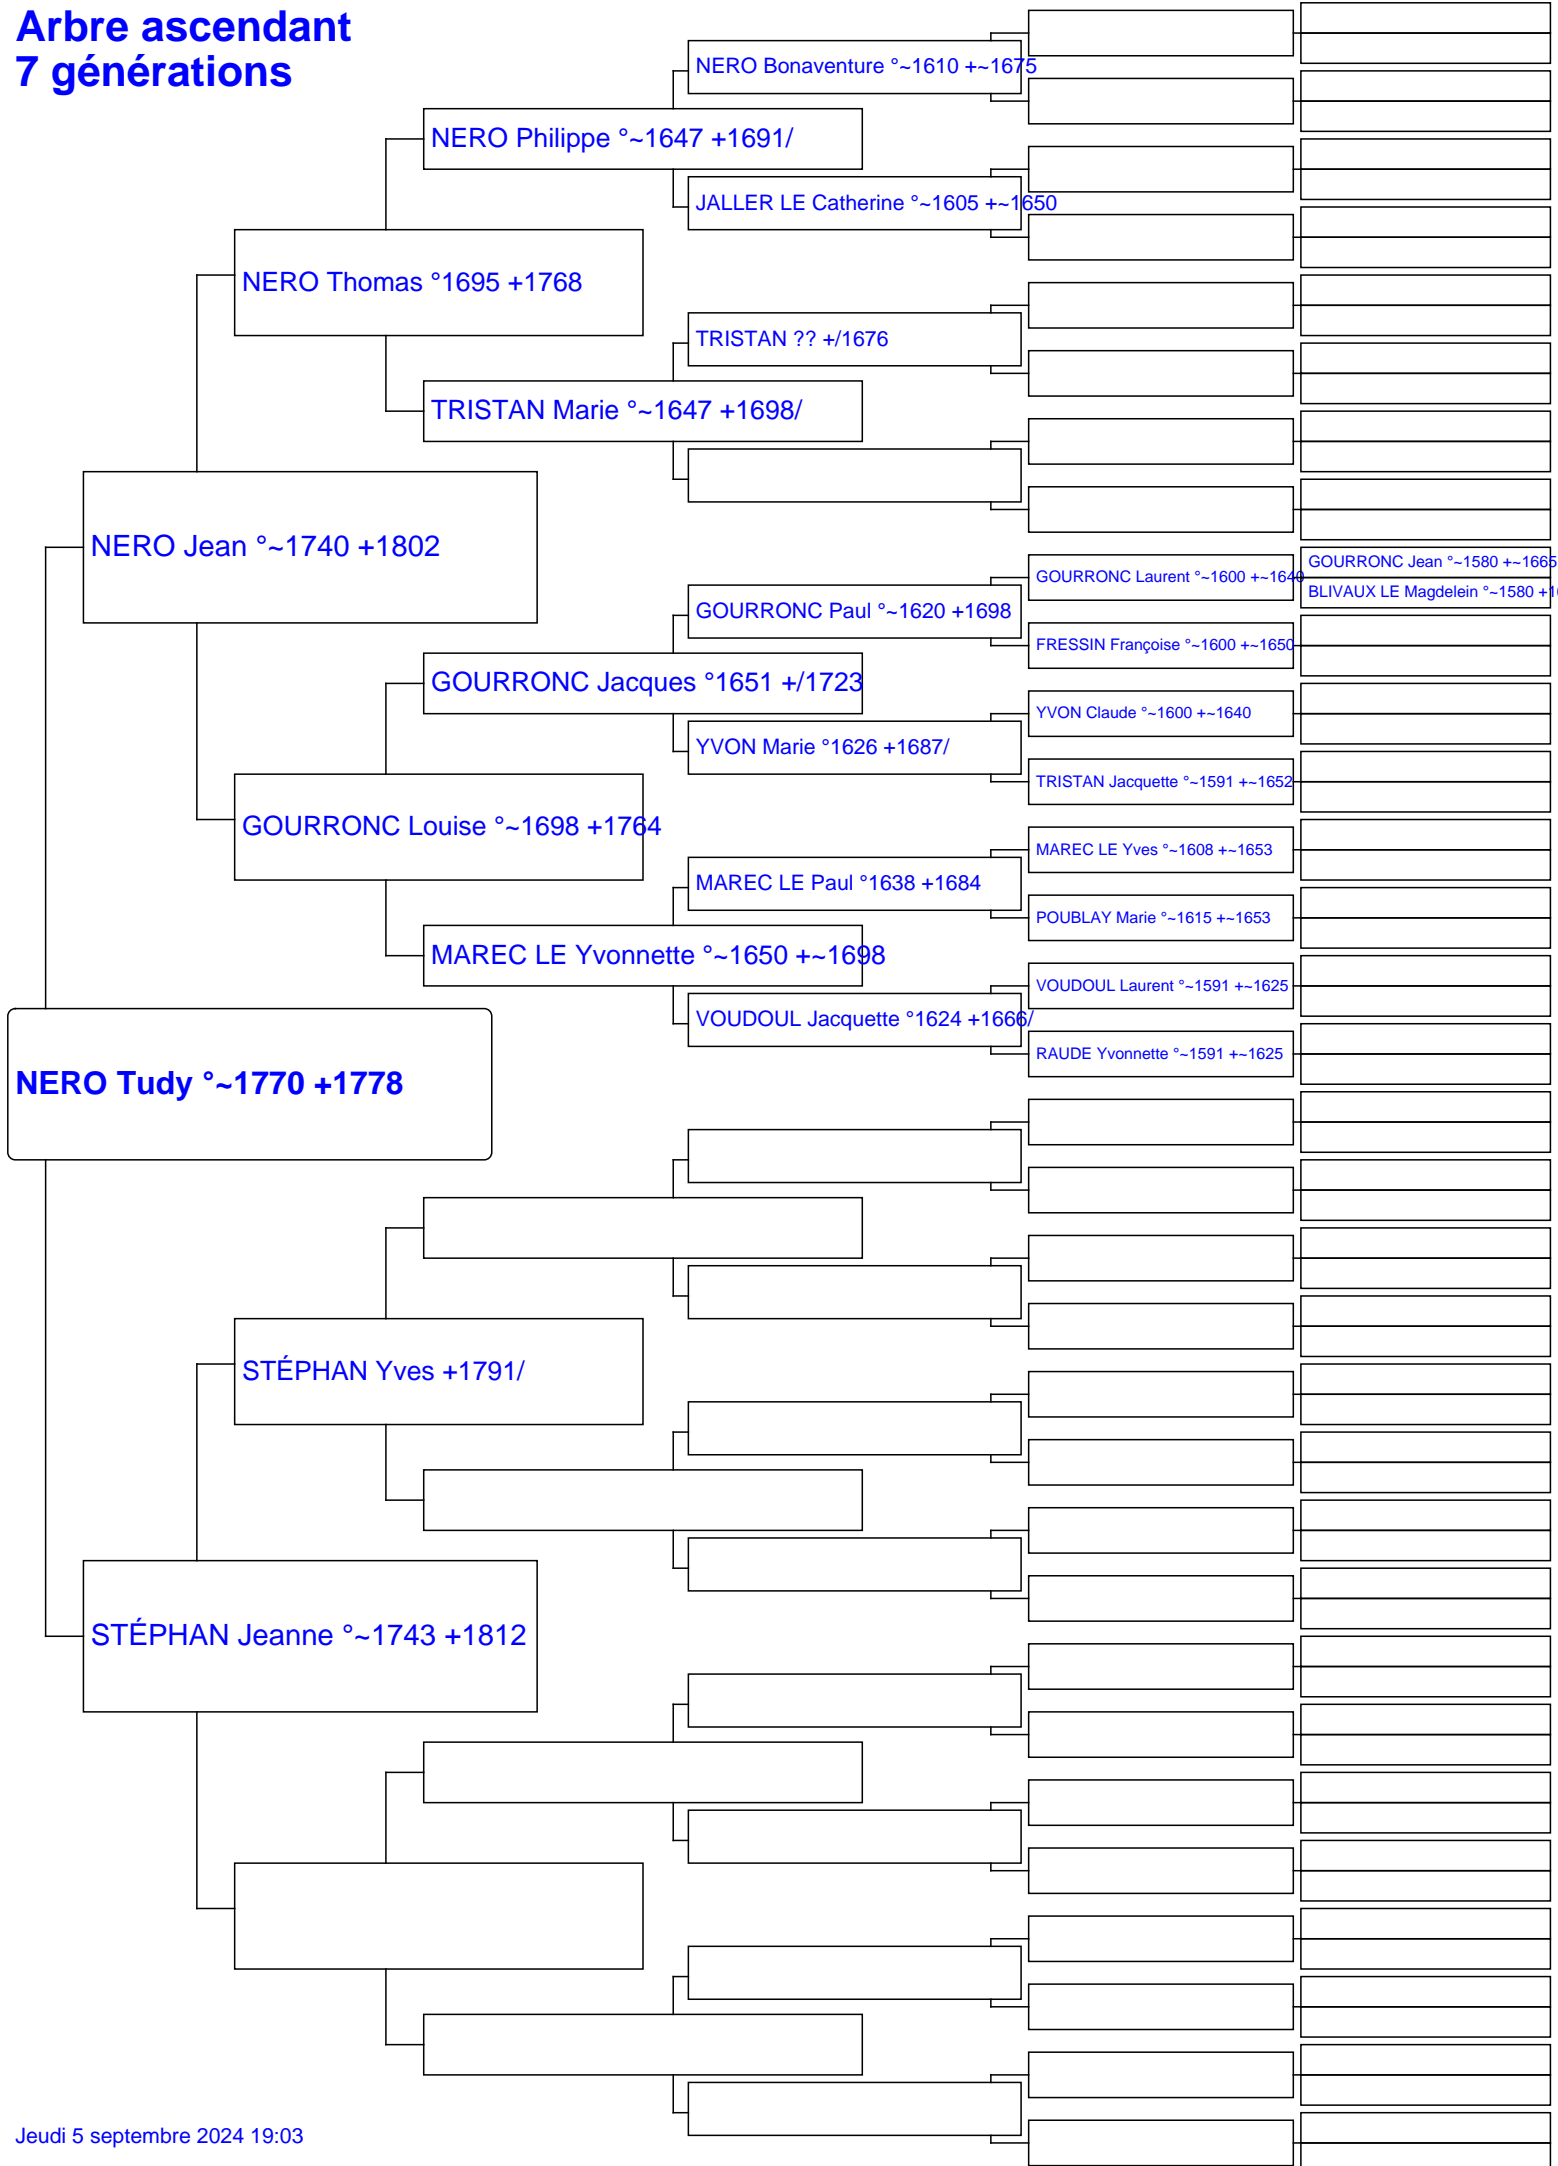 Arbre ascendant
7 générations
NERO Bonaventure °~1610 +~1675
NERO Philippe °~1647 +1691/
JALLER LE Catherine °~1605 +~1650
NERO Thomas °1695 +1768
TRISTAN ?? +/1676
TRISTAN Marie °~1647 +1698/
NERO Jean °~1740 +1802
GOURRONC Jean °~1580 +~1665
GOURRONC Laurent °~1600 +~1640
BLIVAUX LE Magdelein °~1580
GOURRONC Paul °~1620 +1698
FRESSIN Françoise °~1600 +~1650
GOURRONC Jacques °1651 +/1723
YVON Claude °~1600 +~1640
YVON Marie °1626 +1687/
TRISTAN Jacquette °~1591 +~1652
GOURRONC Louise °~1698 +1764
MAREC LE Yves °~1608 +~1653
MAREC LE Paul °1638 +1684
POUBLAY Marie °~1615 +~1653
MAREC LE Yvonnette °~1650 +~1698
VOUDOUL Laurent °~1591 +~1625
VOUDOUL Jacquette °1624 +1666/
RAUDE Yvonnette °~1591 +~1625
NERO Tudy °~1770 +1778
STÉPHAN Yves +1791/
STÉPHAN Jeanne °~1743 +1812
Jeudi 5 septembre 2024 19:03